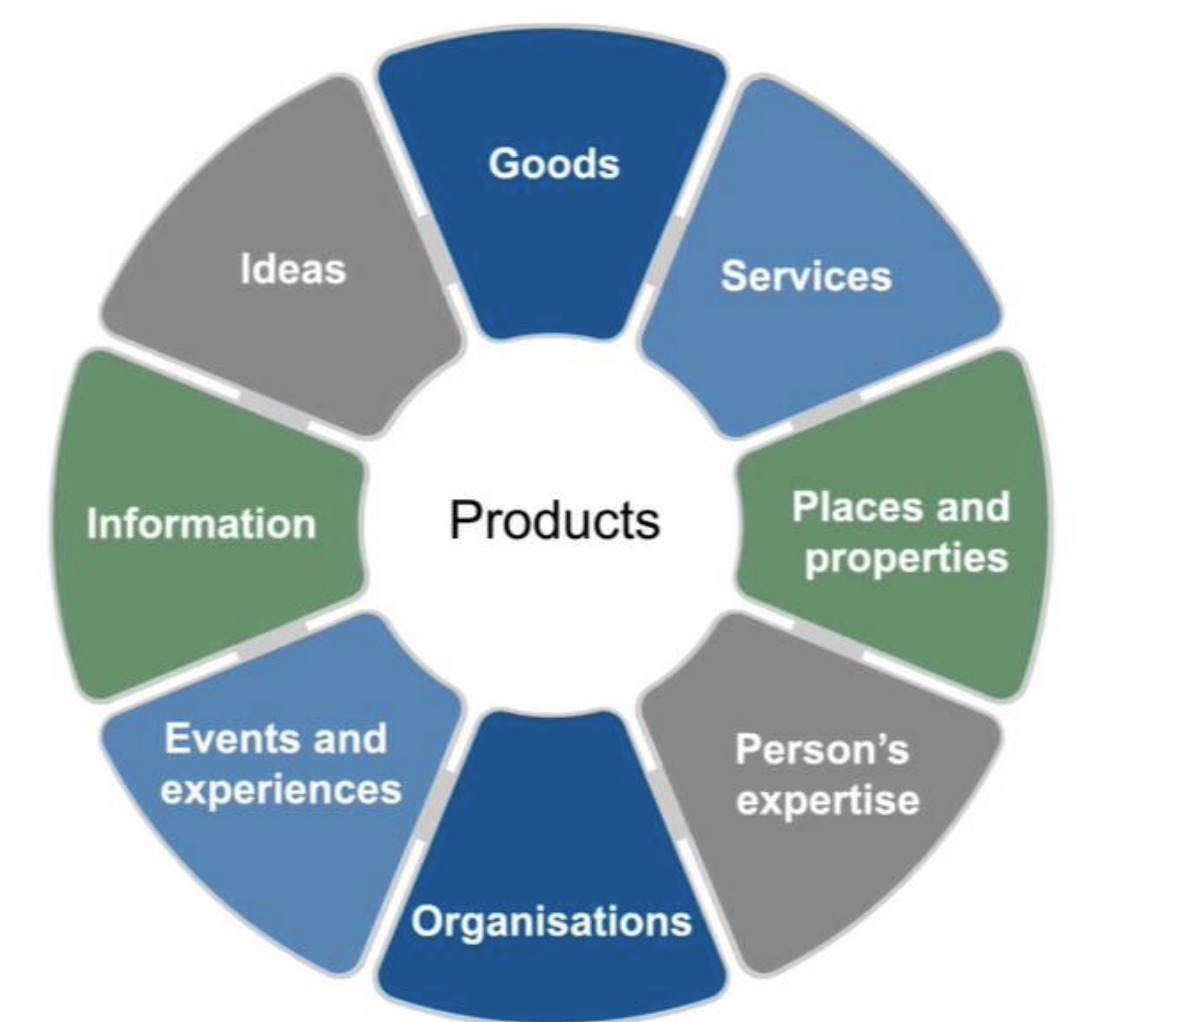 Goods
Services
Places and
properties
Person’s
expertise
Organisations
Events and
experiences
Information
Ideas
Products